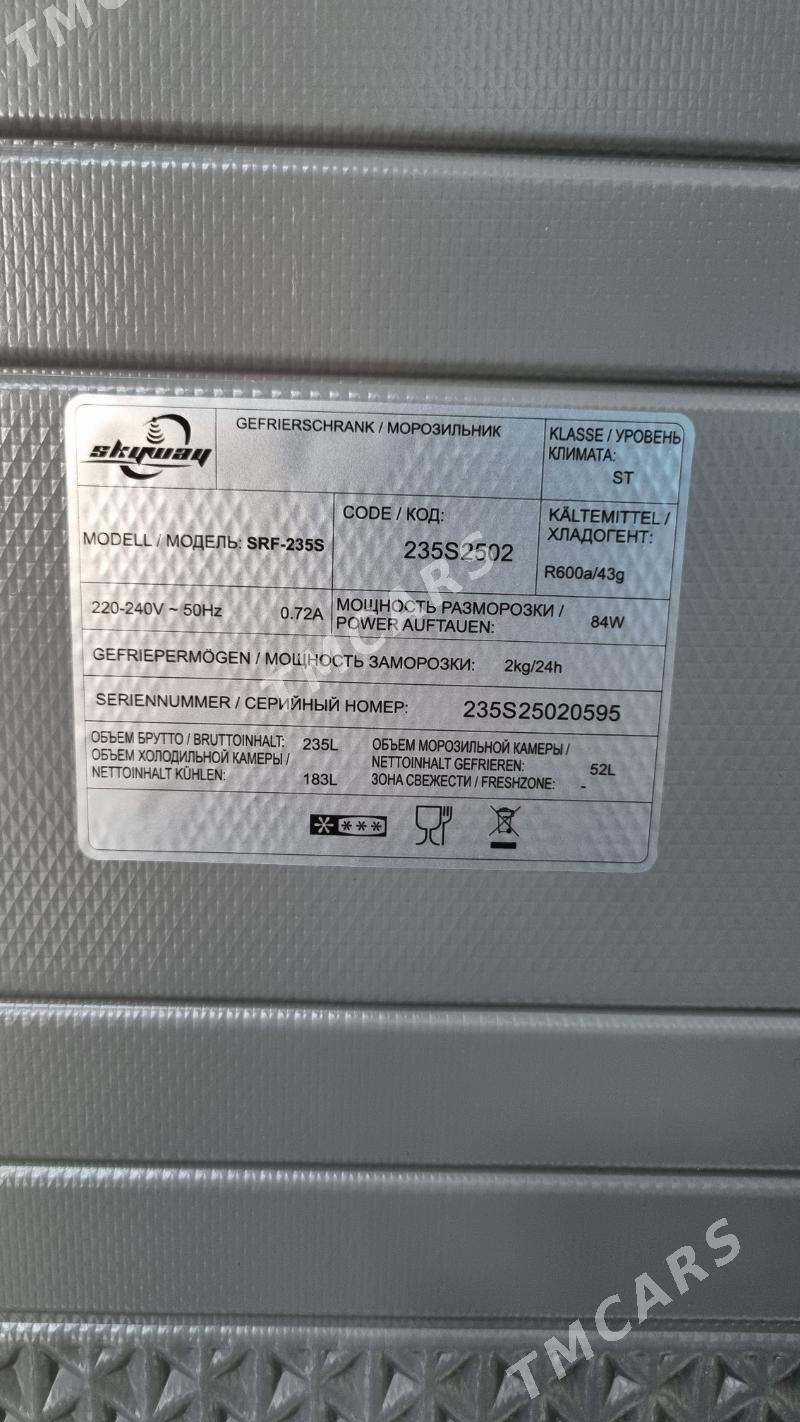 TMCARS
skyway
GEFRIERSCHRANK / МОРОЗИЛЬНИК
KLASSE / УРОВЕНЬ
КЛИМАТА:
ST
MODELL / МОДЕЛЬ: SRF-235S
CODE / КОД:
235S2502
KÄLTEMITTEL /
ХЛАДОГЕНТ:
R600a/43g
220-240V ~ 50Hz 0.72A
МОЩНОСТЬ РАЗМОРОЗКИ /
POWER AUFTAUEN:
84W
GEFRIEPERMÖGEN / МОЩНОСТЬ ЗАМОРОЗКИ: 2kg/24h
SERIENNUMMER / СЕРИЙНЫЙ НОМЕР: 235S25020595
ОБЪЕМ БРУТТО / BRUTTOINHALT: 235L
ОБЪЕМ ХОЛОДИЛЬНОЙ КАМЕРЫ /
NETTOINHALT KÜHLEN: 183L
ОБЪЕМ МОРОЗИЛЬНОЙ КАМЕРЫ /
NETTOINHALT GEFRIEREN: 52L
ЗОНА СВЕЖЕСТИ / FRESHZONE: -
TMCARS
TMCARS